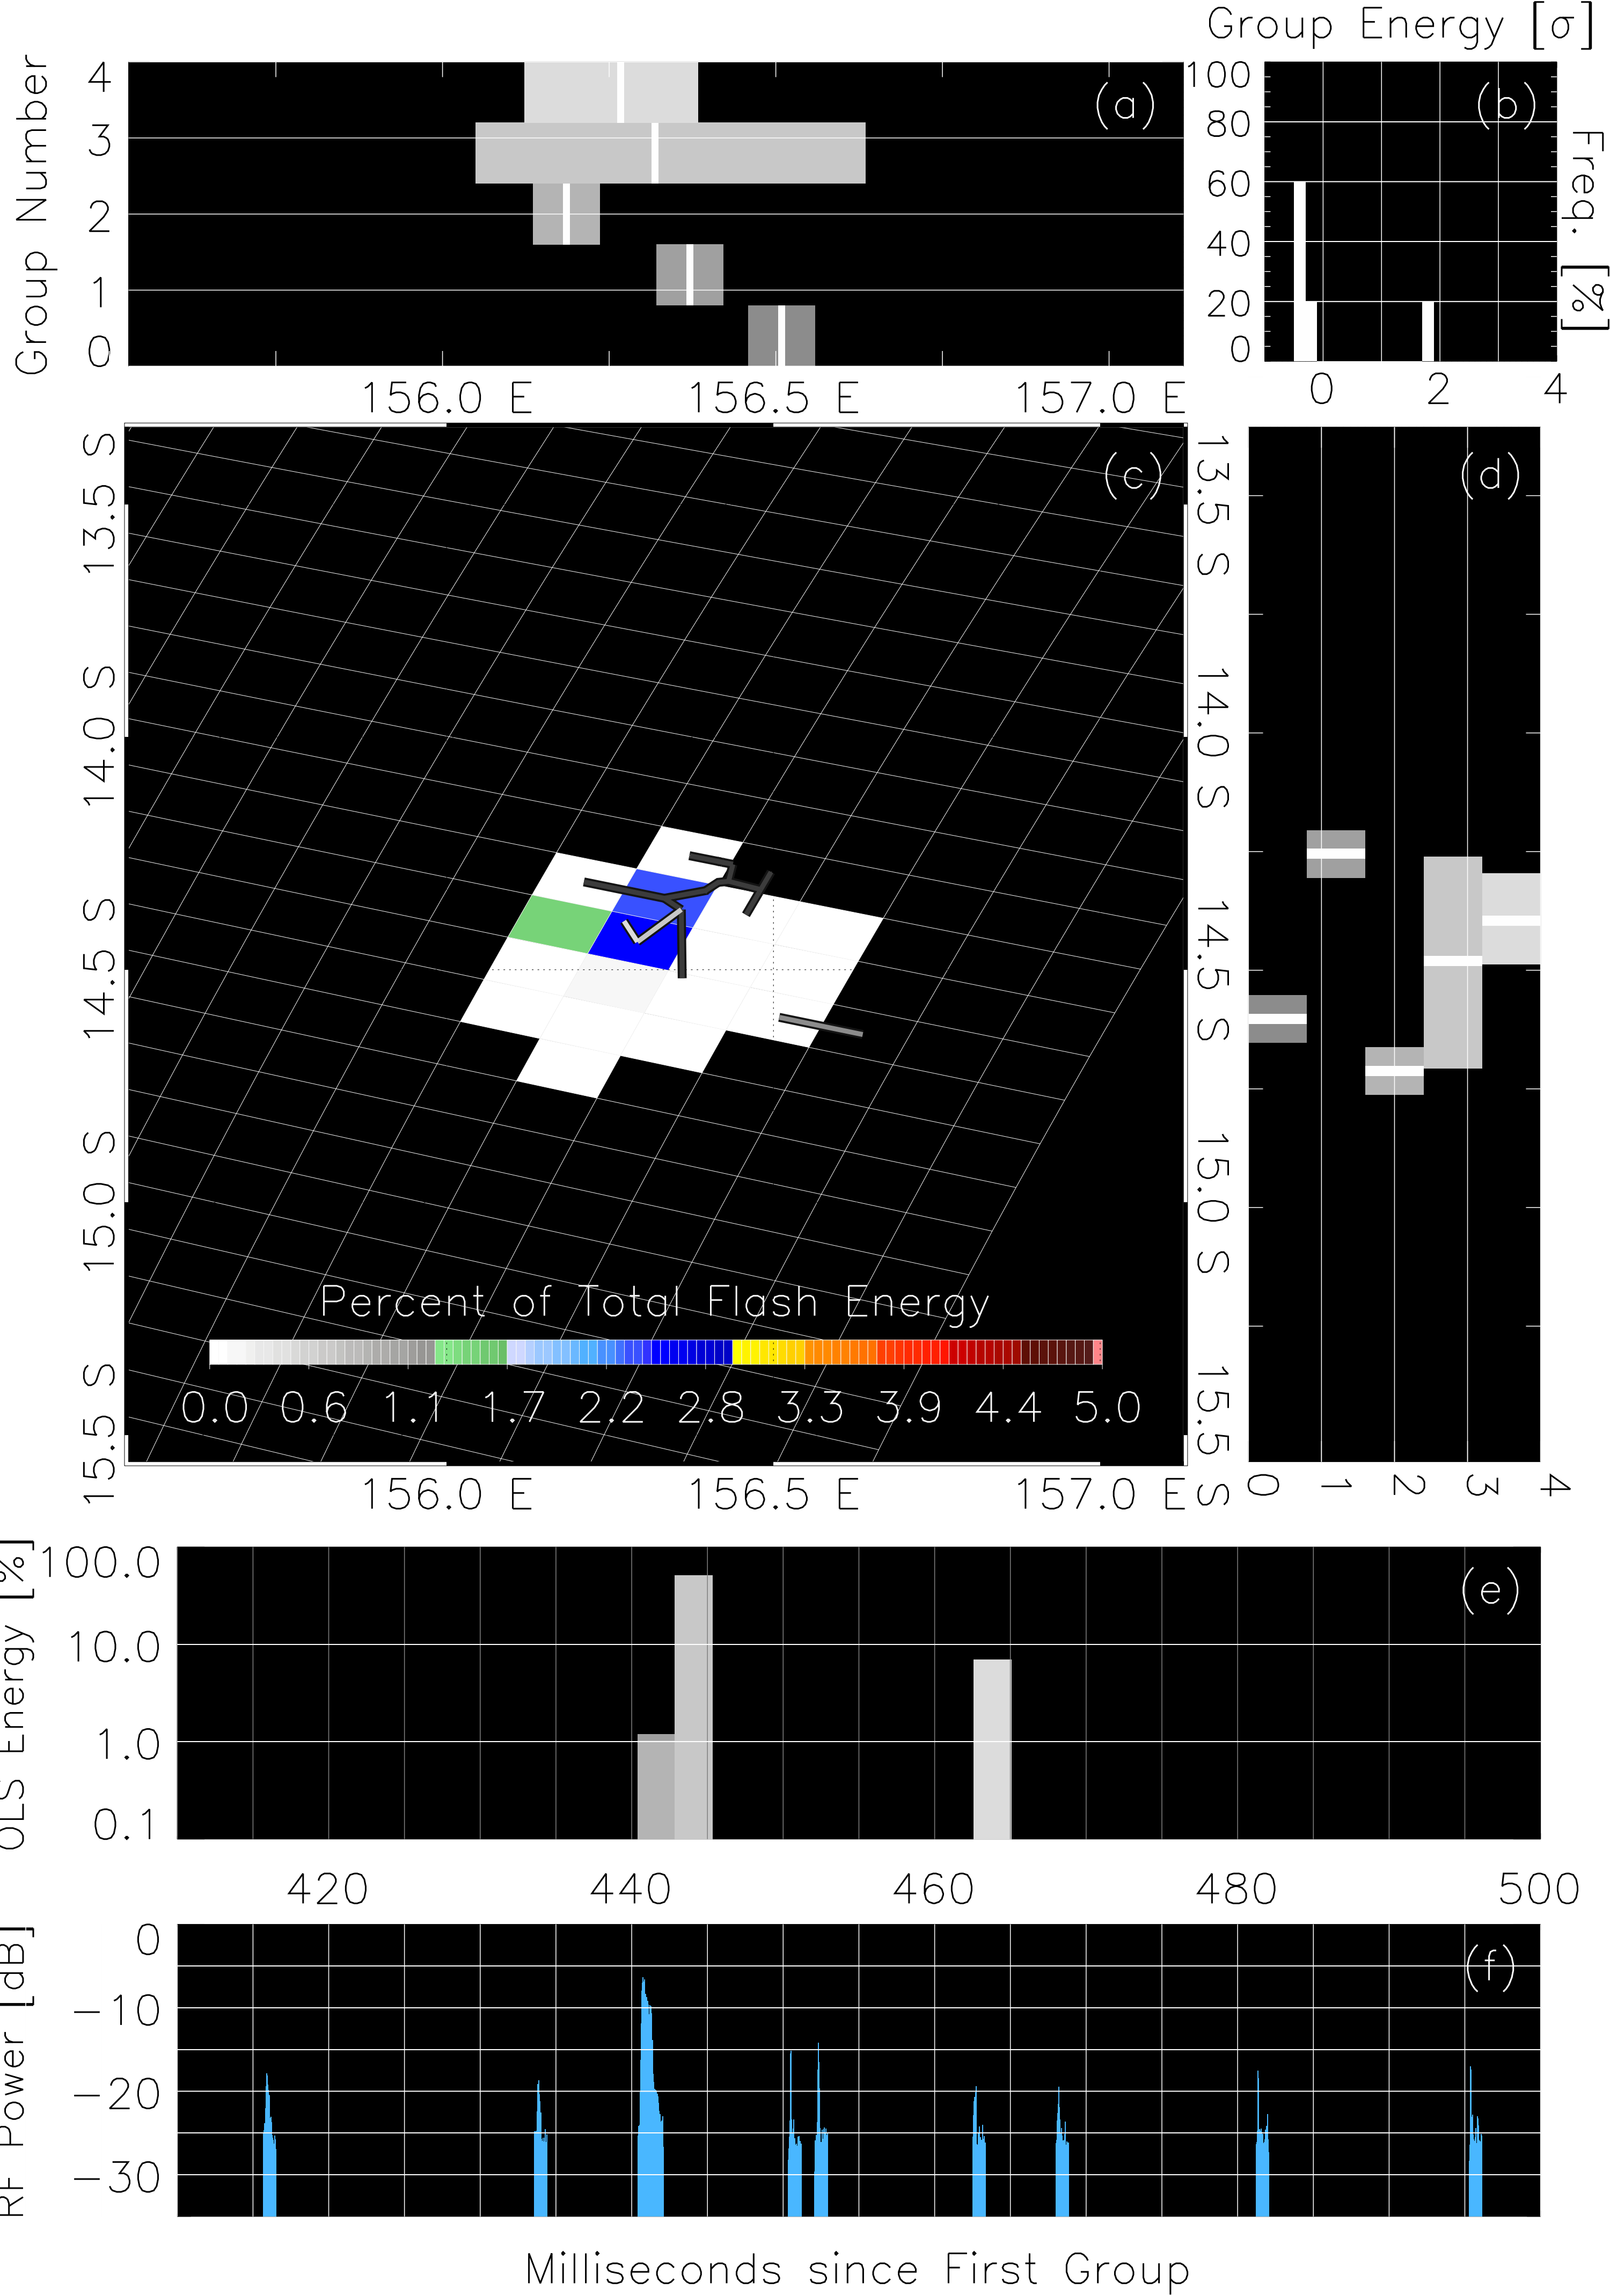 Group Energy [σ]
Group Number
4
3
2
1
0
(a)
156.0 E
156.5 E
157.0 E
100
80
60
40
20
0
(b)
Freq. [%]
0
2
4
13.5 S
14.0 S
14.5 S
15.0 S
15.5 S
(c)
Percent of Total Flash Energy
0.0 0.6 1.1 1.7 2.2 2.8 3.3 3.9 4.4 5.0
156.0 E
156.5 E
157.0 E
13.5 S
14.0 S
14.5 S
15.0 S
15.5 S
(d)
0
1
2
3
4
OLS Energy [%]
100.0
10.0
1.0
0.1
(e)
420
440
460
480
500
RF Power [dB]
0
−10
−20
−30
(f)
Milliseconds since First Group